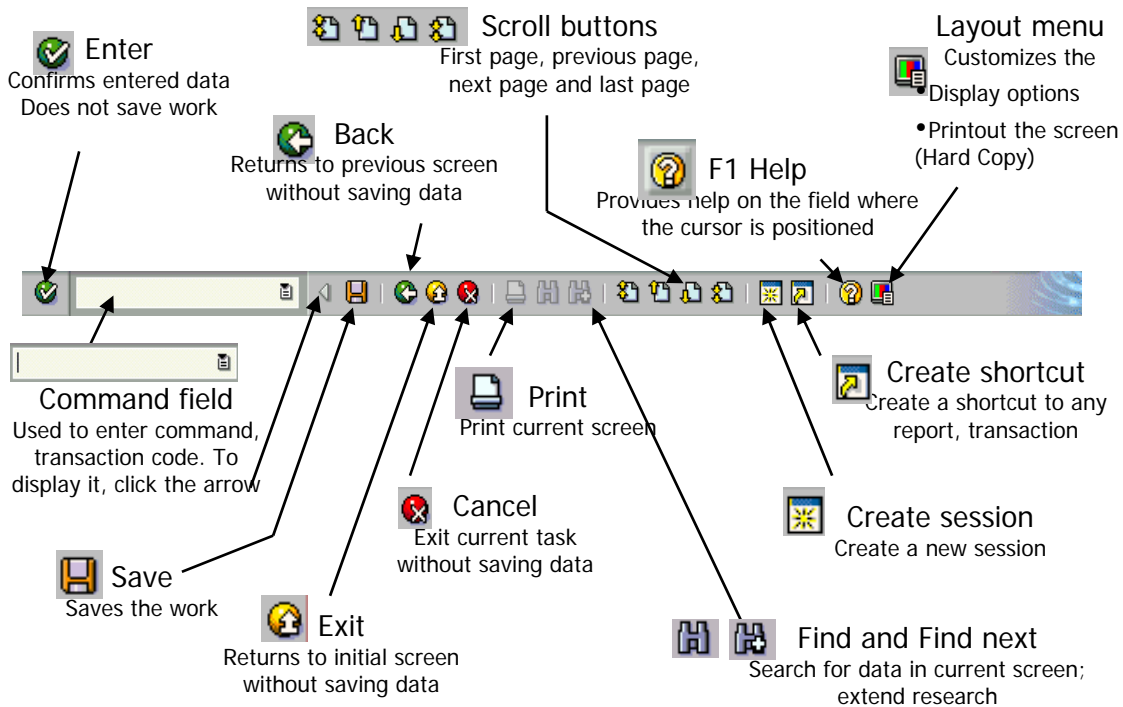 Enter
Confirms entered data
Does not save work
Scroll buttons
First page, previous page,
next page and last page
Layout menu
Customizes the
Display options
•Printout the screen
(Hard Copy)
Back
Returns to previous screen
without saving data
F1 Help
Provides help on the field where
the cursor is positioned
Command field
Used to enter command,
transaction code. To
display it, click the arrow
Print
Print current screen
Create shortcut
Create a shortcut to any
report, transaction
Cancel
Exit current task
without saving data
Create session
Create a new session
Save
Saves the work
Exit
Returns to initial screen
without saving data
Find and Find next
Search for data in current screen;
extend research